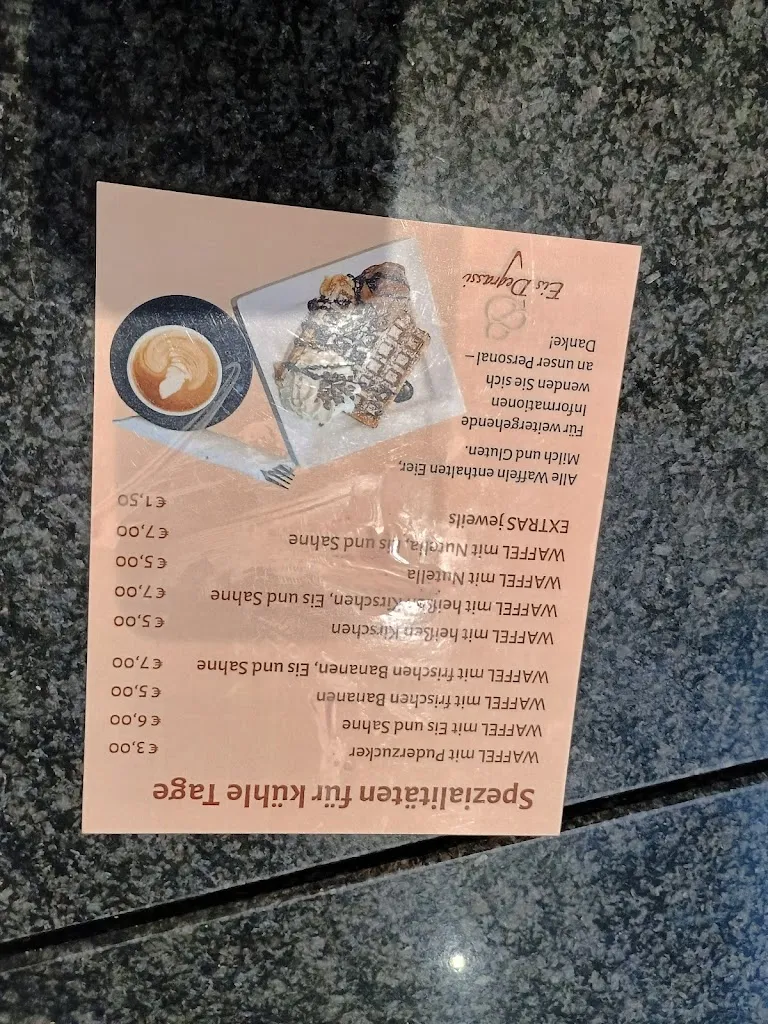 Spezialitäten für kühle Tage
WAFFEL mit Puderzucker € 3,00
WAFFEL mit Eis und Sahne € 6,00
WAFFEL mit frischen Bananen € 5,00
WAFFEL mit frischen Bananen, Eis und Sahne € 7,00
WAFFEL mit heißen Kirschen € 5,00
WAFFEL mit heißen Kirschen, Eis und Sahne € 7,00
WAFFEL mit Nutella € 5,00
WAFFEL mit Nutella, Eis und Sahne € 7,00
EXTRAS jeweils € 1,50
Alle Waffeln enthalten Eier,
Milch und Gluten.
Für weitergehende
Informationen
wenden Sie sich
an unser Personal –
Danke!
Eis Degrassi